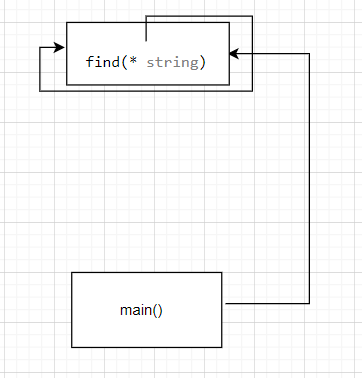 find(* string)
main()